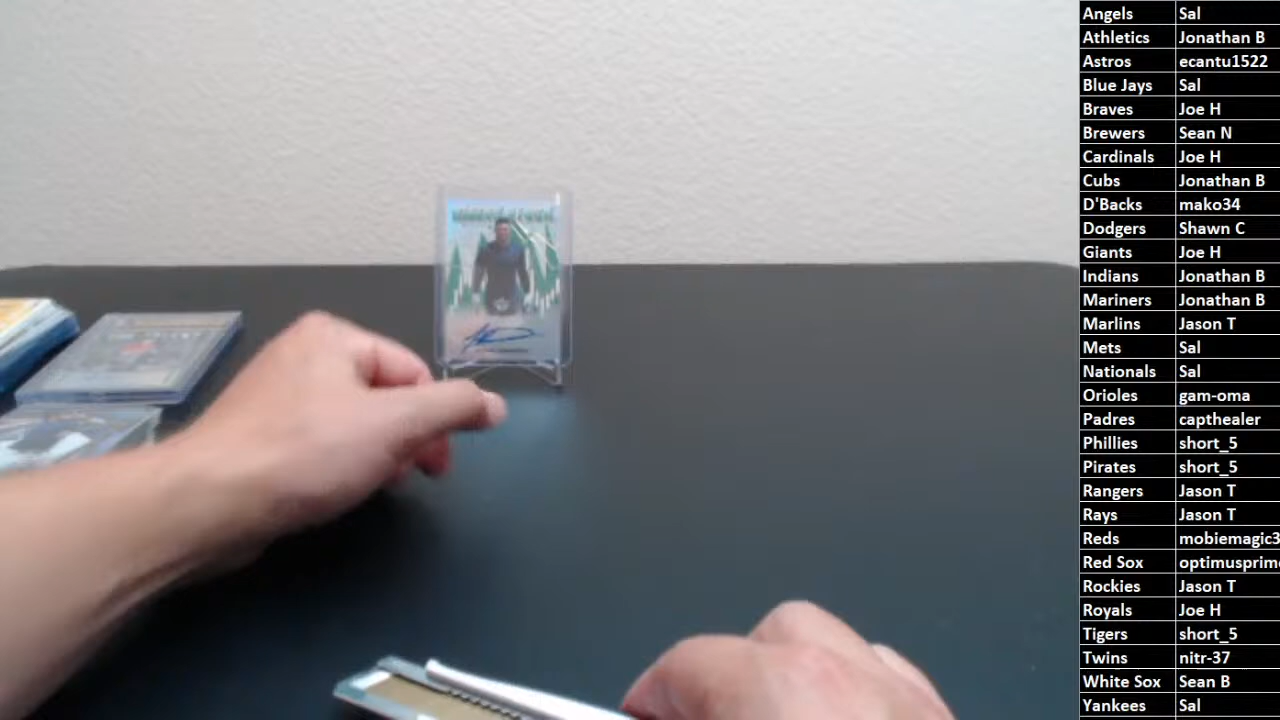 Angels Sal
Athletics Jonathan B
Astros ecantu1522
Blue Jays Sal
Braves Joe H
Brewers Sean N
Cardinals Joe H
Cubs Jonathan B
D'Backs mako34
Dodgers Shawn C
Giants Joe H
Indians Jonathan B
Mariners Jonathan B
Marlins Jason T
Mets Sal
Nationals Sal
Orioles gam-oma
Padres capthealer
Phillies short_5
Pirates short_5
Rangers Jason T
Rays Jason T
Reds mobiemagic3
Red Sox optimusprime
Rockies Jason T
Royals Joe H
Tigers short_5
Twins nitr-37
White Sox Sean B
Yankees Sal